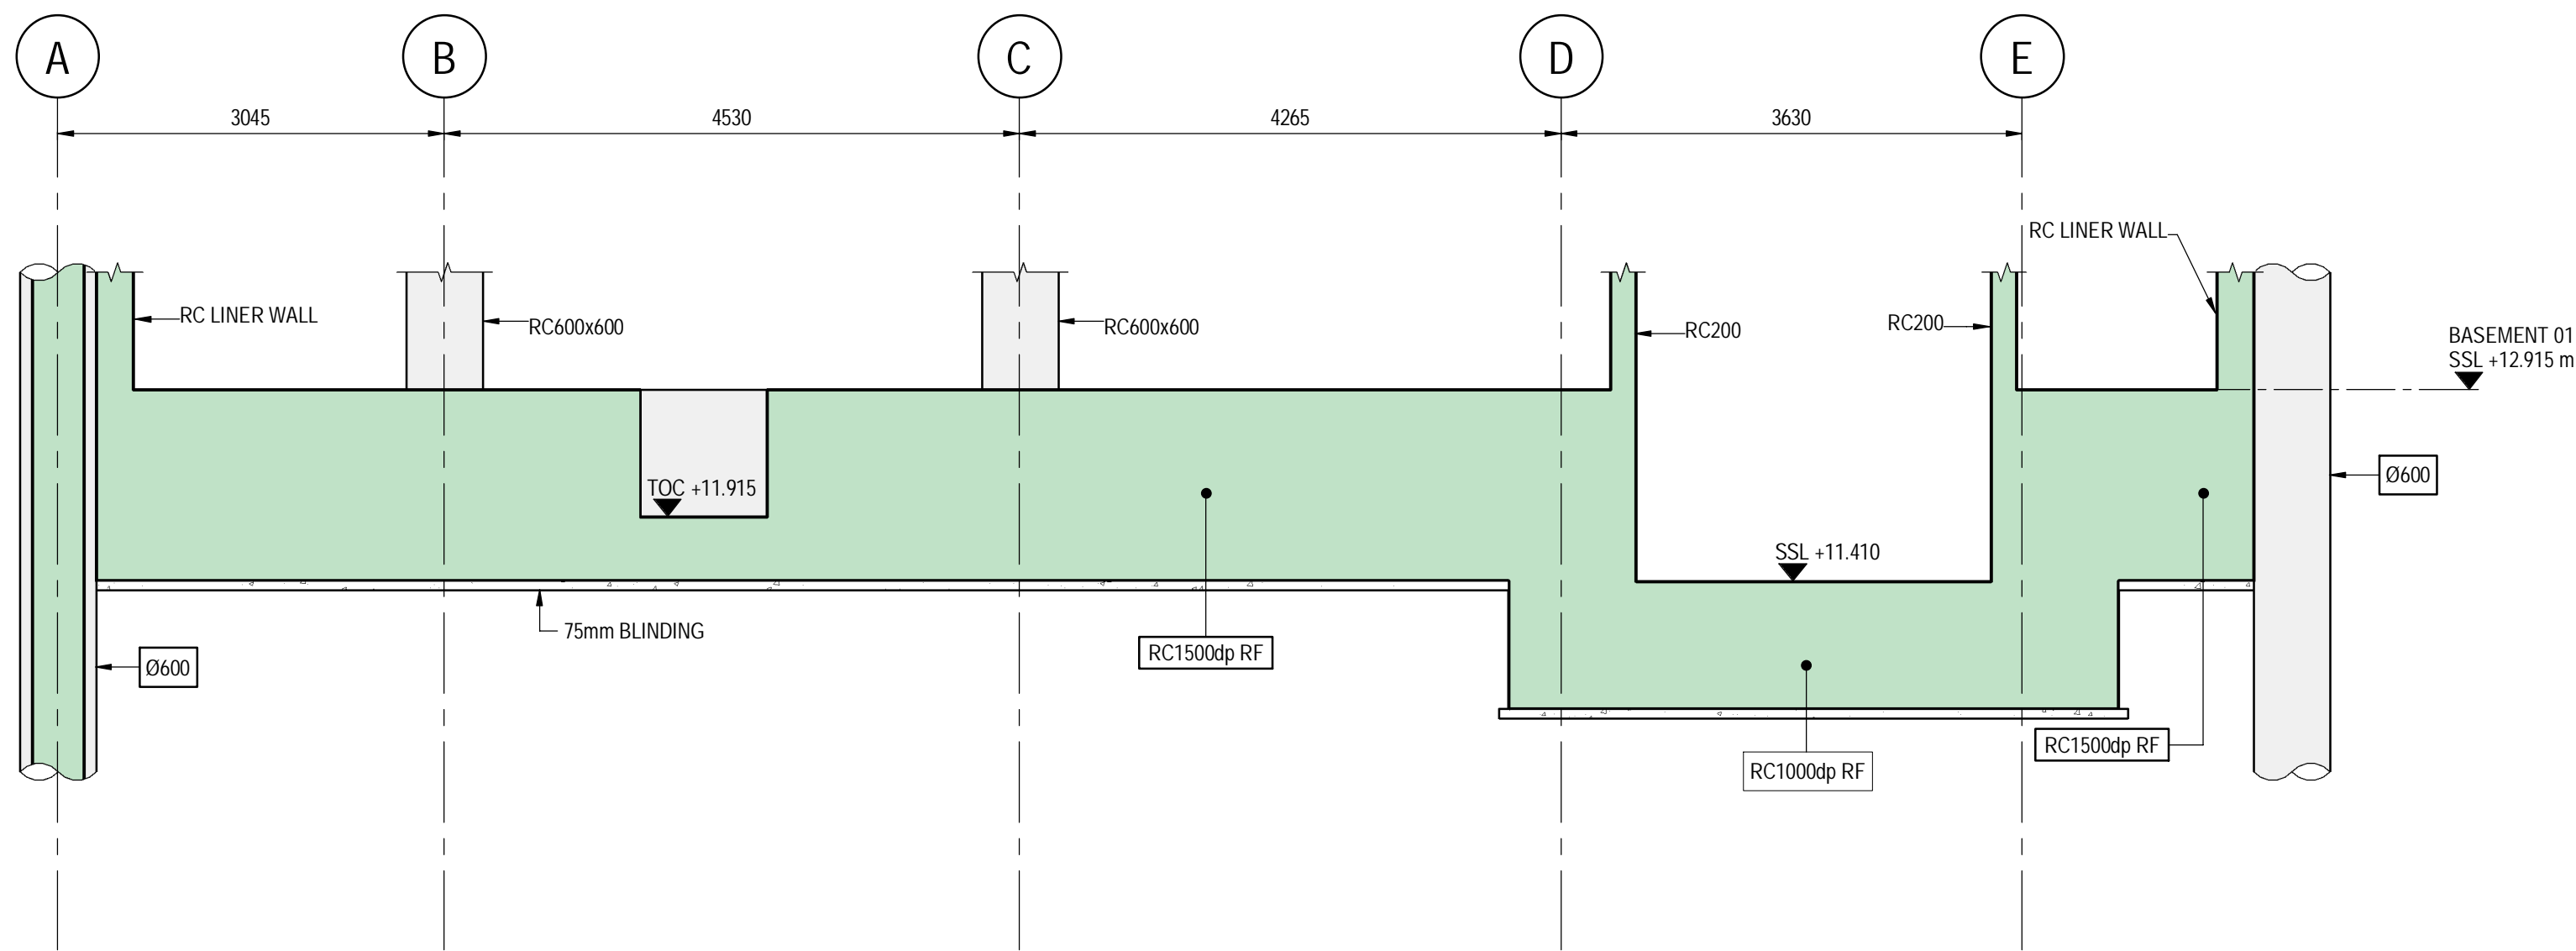 A
B
C
D
E
3045
4530
4265
3630
RC LINER WALL
RC LINER WALL
RC600x600
RC600x600
RC200
RC200
BASEMENT 01
SSL +12.915 m
TOC +11.915
Ø600
SSL +11.410
75mm BLINDING
RC1500dp RF
Ø600
RC1500dp RF
RC1000dp RF